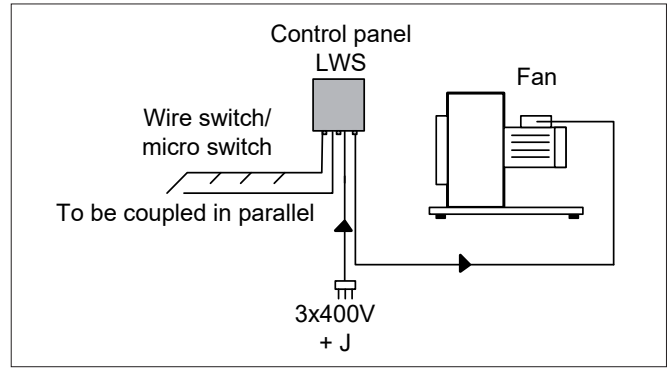 Control panel
LWS
Fan
Wire switch/
micro switch
To be coupled in parallel
3x400V
+ J